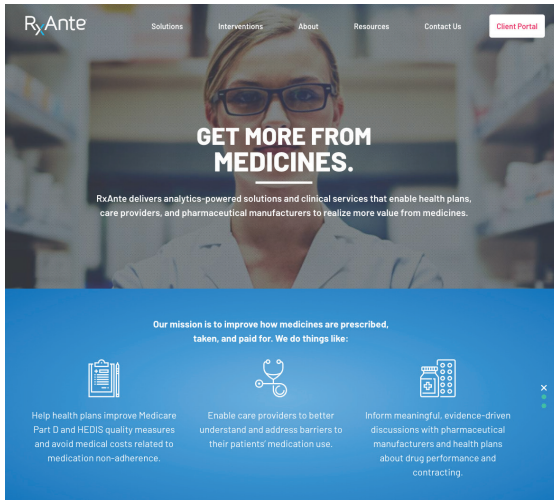 RxAnte
Solutions
Interventions
About
Resources
Contact Us
Client Portal
GET MORE FROM
MEDICINES.
RxAnte delivers analytics-powered solutions and clinical services that enable health plans,
care providers, and pharmaceutical manufacturers to realize more value from medicines.
Our mission is to improve how medicines are prescribed,
taken, and paid for. We do things like:
Help health plans improve Medicare
Part D and HEDIS quality measures
and avoid medical costs related to
medication non-adherence.
Enable care providers to better
understand and address barriers to
their patients' medication use.
Inform meaningful, evidence-driven
discussions with pharmaceutical
manufacturers and health plans
about drug performance and
contracting.